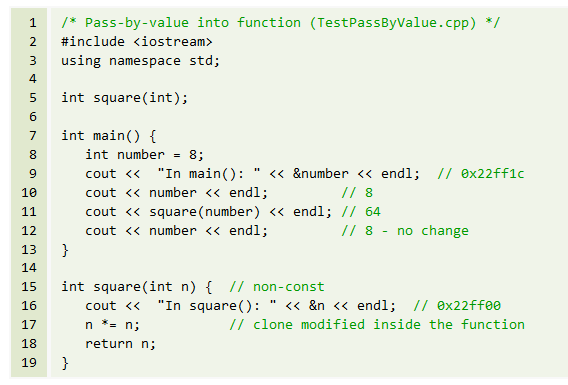 1 /* Pass-by-value into function (TestPassByValue.cpp) */
2 #include <iostream>
3 using namespace std;
4
5 int square(int);
6
7 int main() {
8    int number = 8;
9    cout <<  "In main(): " << &number << endl;  // 0x22ff1c
10    cout << number << endl;         // 8
11    cout << square(number) << endl; // 64
12    cout << number << endl;         // 8 - no change
13 }
14
15 int square(int n) {  // non-const
16    cout <<  "In square(): " << &n << endl;  // 0x22ff00
17    n *= n;           // clone modified inside the function
18    return n;
19 }